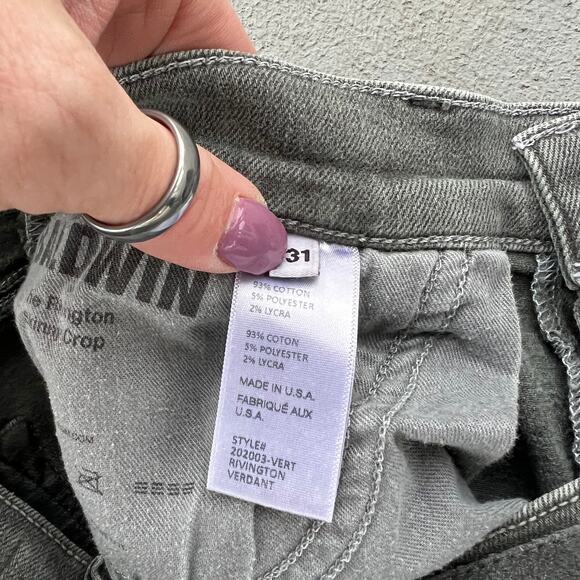 DWIN
31
93% COTTON
5% POLYESTER
2% LYCRA
93% COTON
5% POLYESTER
2% LYCRA
MADE IN U.S.A.
FABRIQUÉ AUX
U.S.A.
STYLE#
202003-VERT
RIVINGTON
VERDANT
Crop